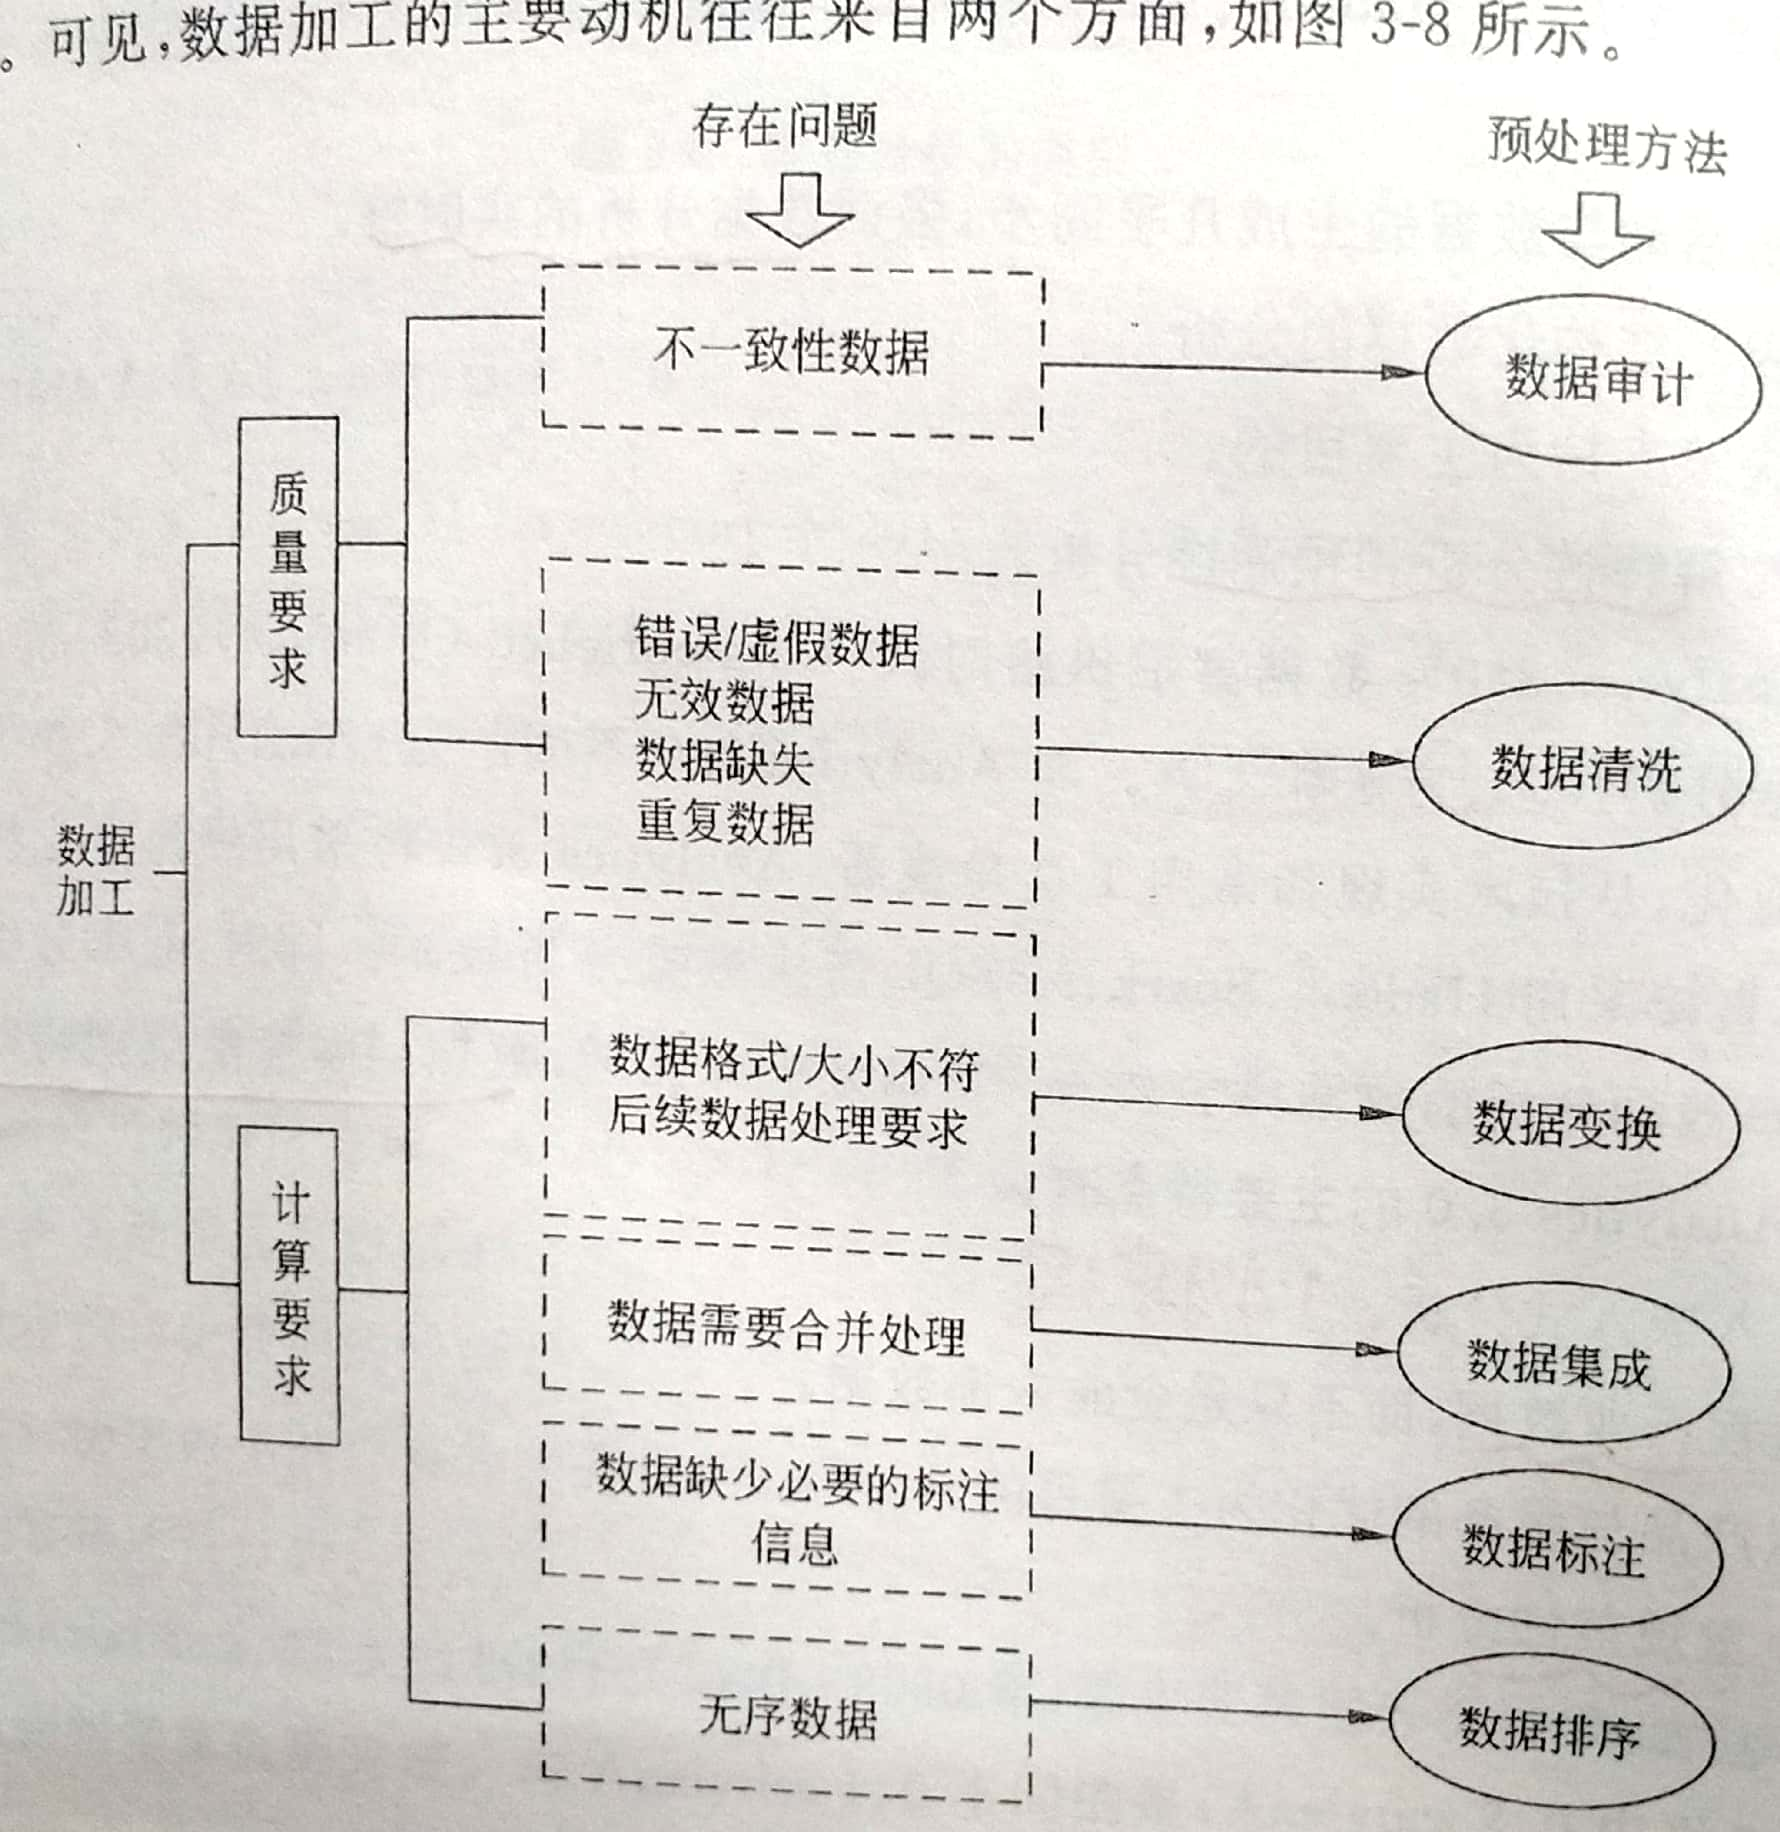 。可见,数据加工的主要动机往往来自两个方面,如图 3-8 所示。
存在问题
预处理方法
不一致性数据
数据审计
质量要求
错误/虚假数据
无效数据
数据缺失
重复数据
数据清洗
数据
加工
数据格式/大小不符
后续数据处理要求
数据变换
计算要求
数据需要合并处理
数据集成
数据缺少必要的标注
信息
数据标注
无序数据
数据排序